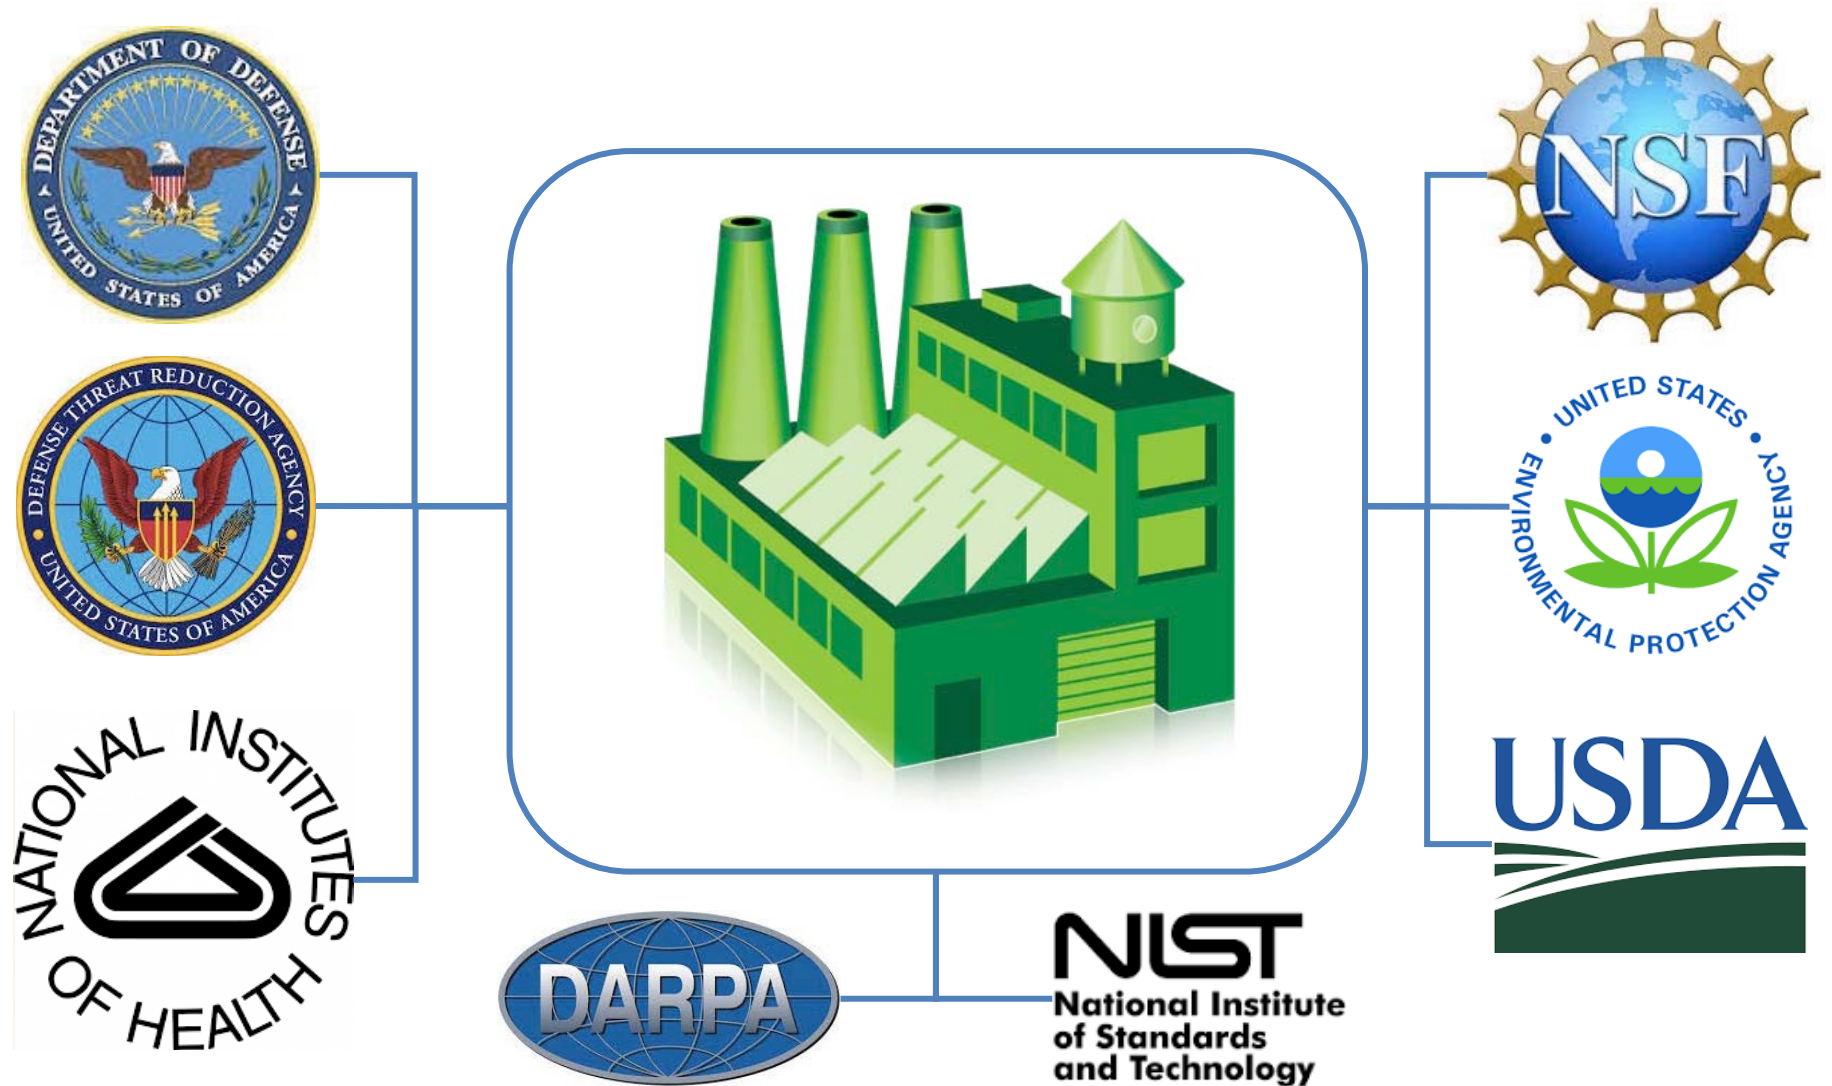 DEPARTMENT OF DEFENSE
UNITED STATES OF AMERICA
DEFENSE THREAT REDUCTION AGENCY
UNITED STATES OF AMERICA
NATIONAL INSTITUTES
OF HEALTH
DARPA
NIST
National Institute
of Standards
and Technology
NSF
UNITED STATES
ENVIRONMENTAL PROTECTION AGENCY
USDA